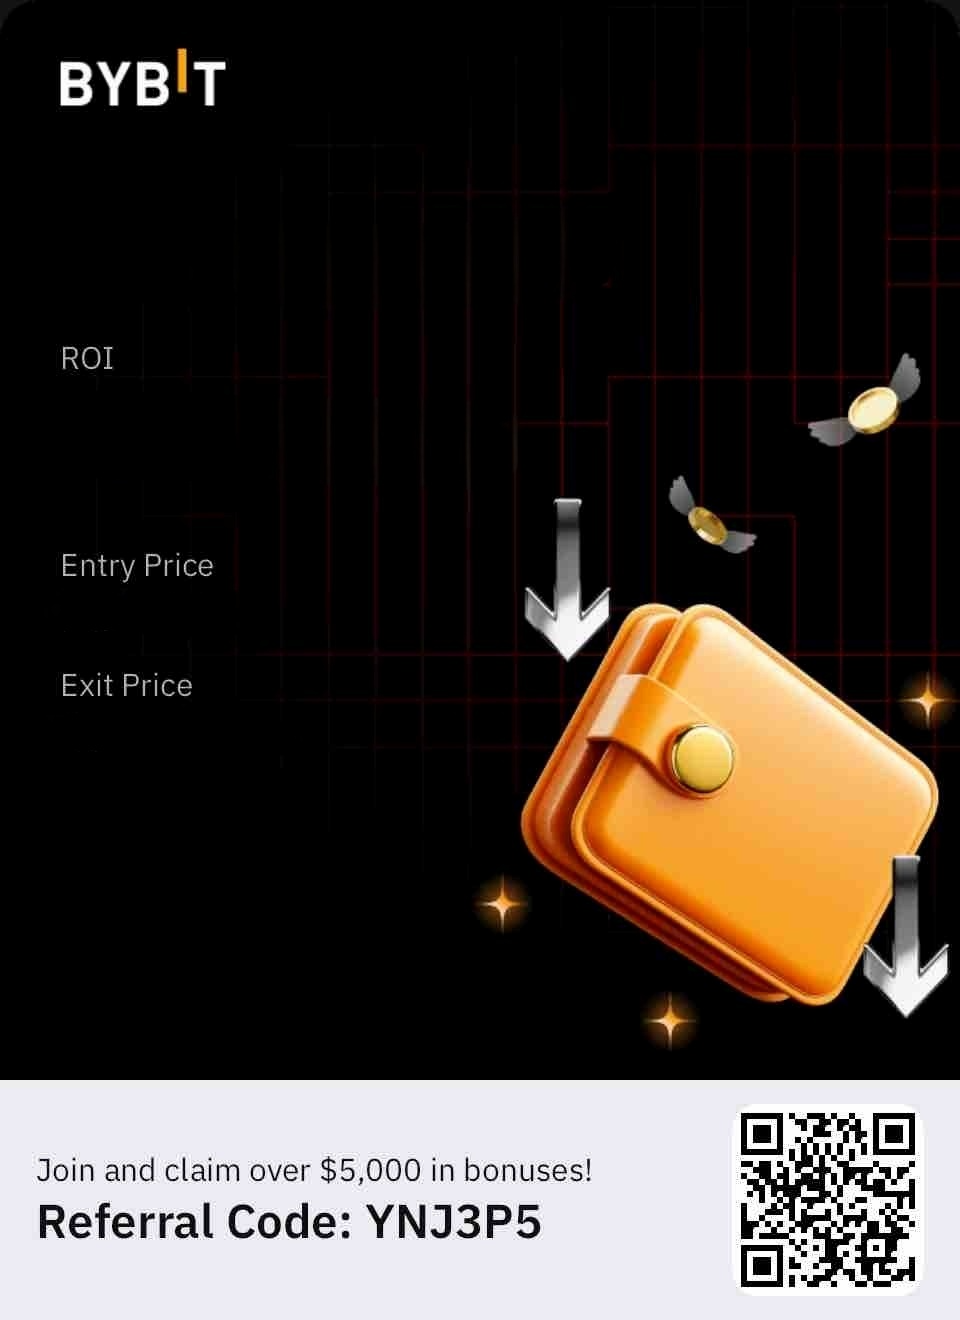 BYBIT
ROI
Entry Price
Exit Price
Join and claim over $5,000 in bonuses!
Referral Code: YNJ3P5